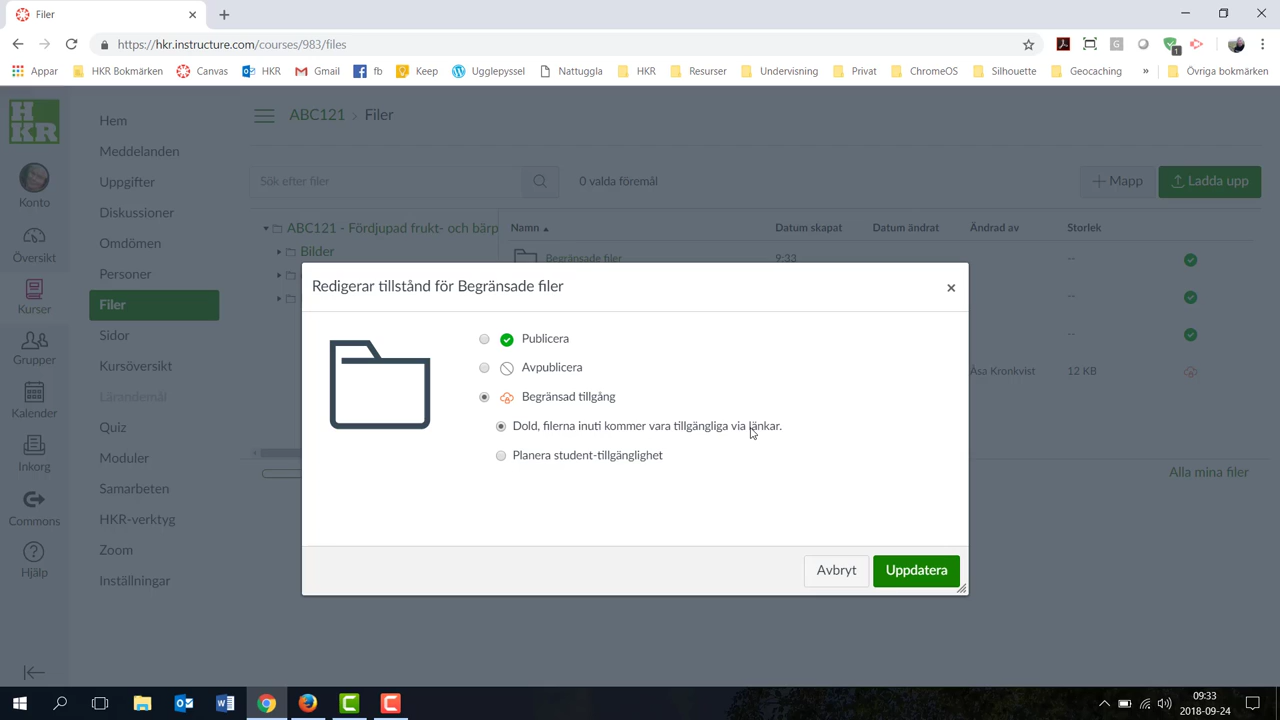 Filer
https://hkr.instructure.com/courses/983/files
Appar HKR Bokmärken Canvas HKR Gmail fb Keep Ugglepyssel Nattuggla HKR Resurser Undervisning Privat ChromeOS Silhouette Geocaching » Övriga bokmärken
HKR
Konto
Översikt
Kurser
Grupper
Kalender
Inkorg
Commons
Hjälp
Hem
Meddelanden
Uppgifter
Diskussioner
Omdömen
Personer
Filer
Sidor
Kursöversikt
Lärandemål
Quiz
Moduler
Samarbeten
HKR-verktyg
Zoom
Inställningar
ABC121 > Filer
Sök efter filer 0 valda föremål + Mapp Ladda upp
ABC121 - Fördjupad frukt- och bärp
Bilder
Namn Datum skapat Datum ändrat Ändrad av Storlek
Begränsade filer 9:33 --
--
--
Åsa Kronkvist 12 KB
Alla mina filer
Redigerar tillstånd för Begränsade filer ×
Publicera
Avpublicera
Begränsad tillgång
Dold, filerna inuti kommer vara tillgängliga via länkar.
Planera student-tillgänglighet
Avbryt Uppdatera
09:33
2018-09-24